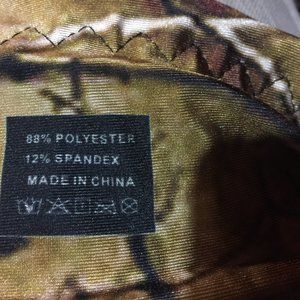 88% POLYESTER
12% SPANDEX
MADE IN CHINA